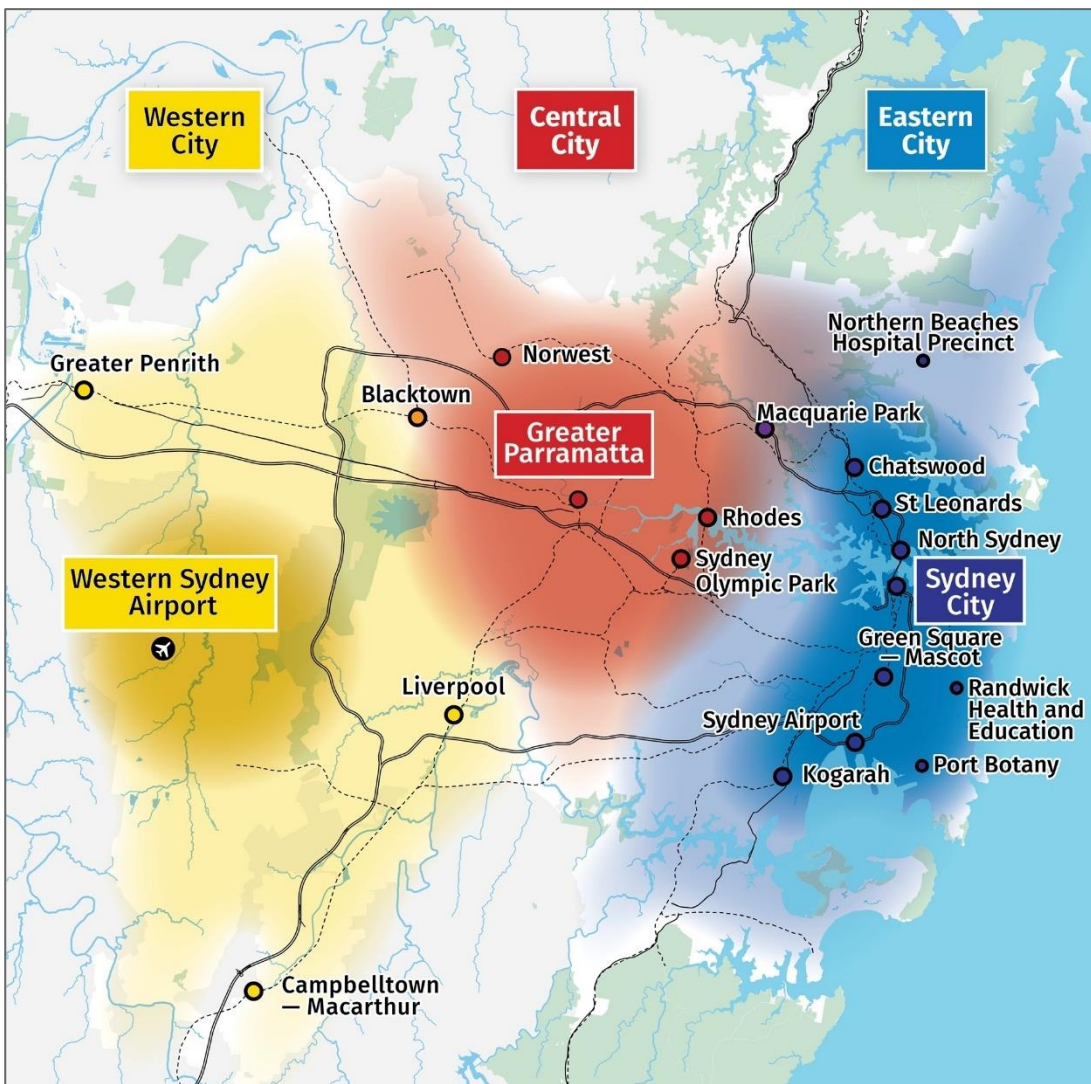 Western
City
Central
City
Eastern
City
Northern Beaches
Hospital Precinct
Greater Penrith
Norwest
Blacktown
Macquarie Park
Greater
Parramatta
Chatswood
St Leonards
Rhodes
North Sydney
Sydney
Olympic Park
Western Sydney
Airport
Sydney
City
Green Square
— Mascot
Liverpool
Randwick
Health and
Education
Sydney Airport
Port Botany
Kogarah
Campbelltown
— Macarthur